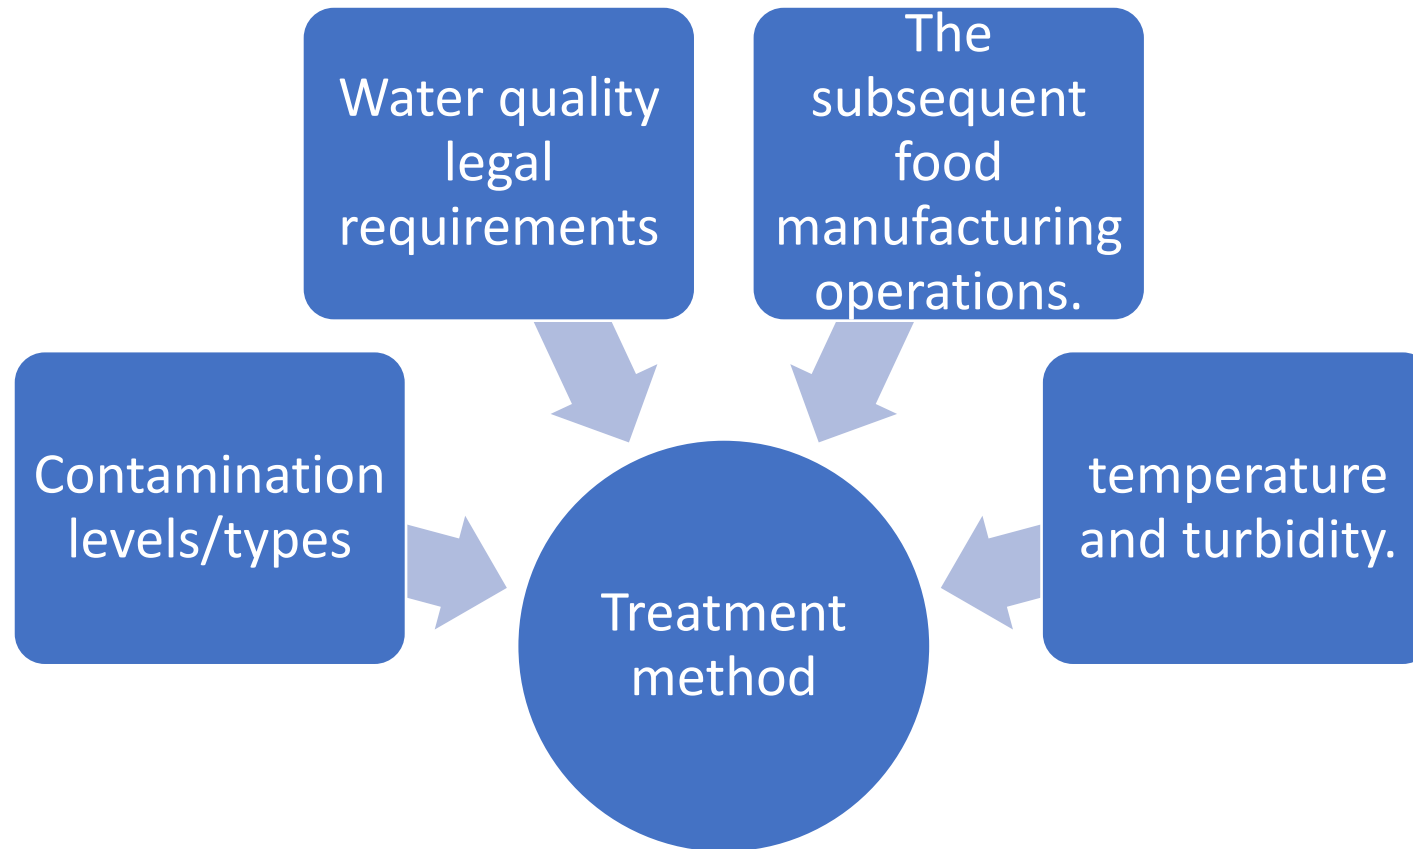 Water quality
legal
requirements
The
subsequent
food
manufacturing
operations.
Contamination
levels/types
temperature
and turbidity.
Treatment
method